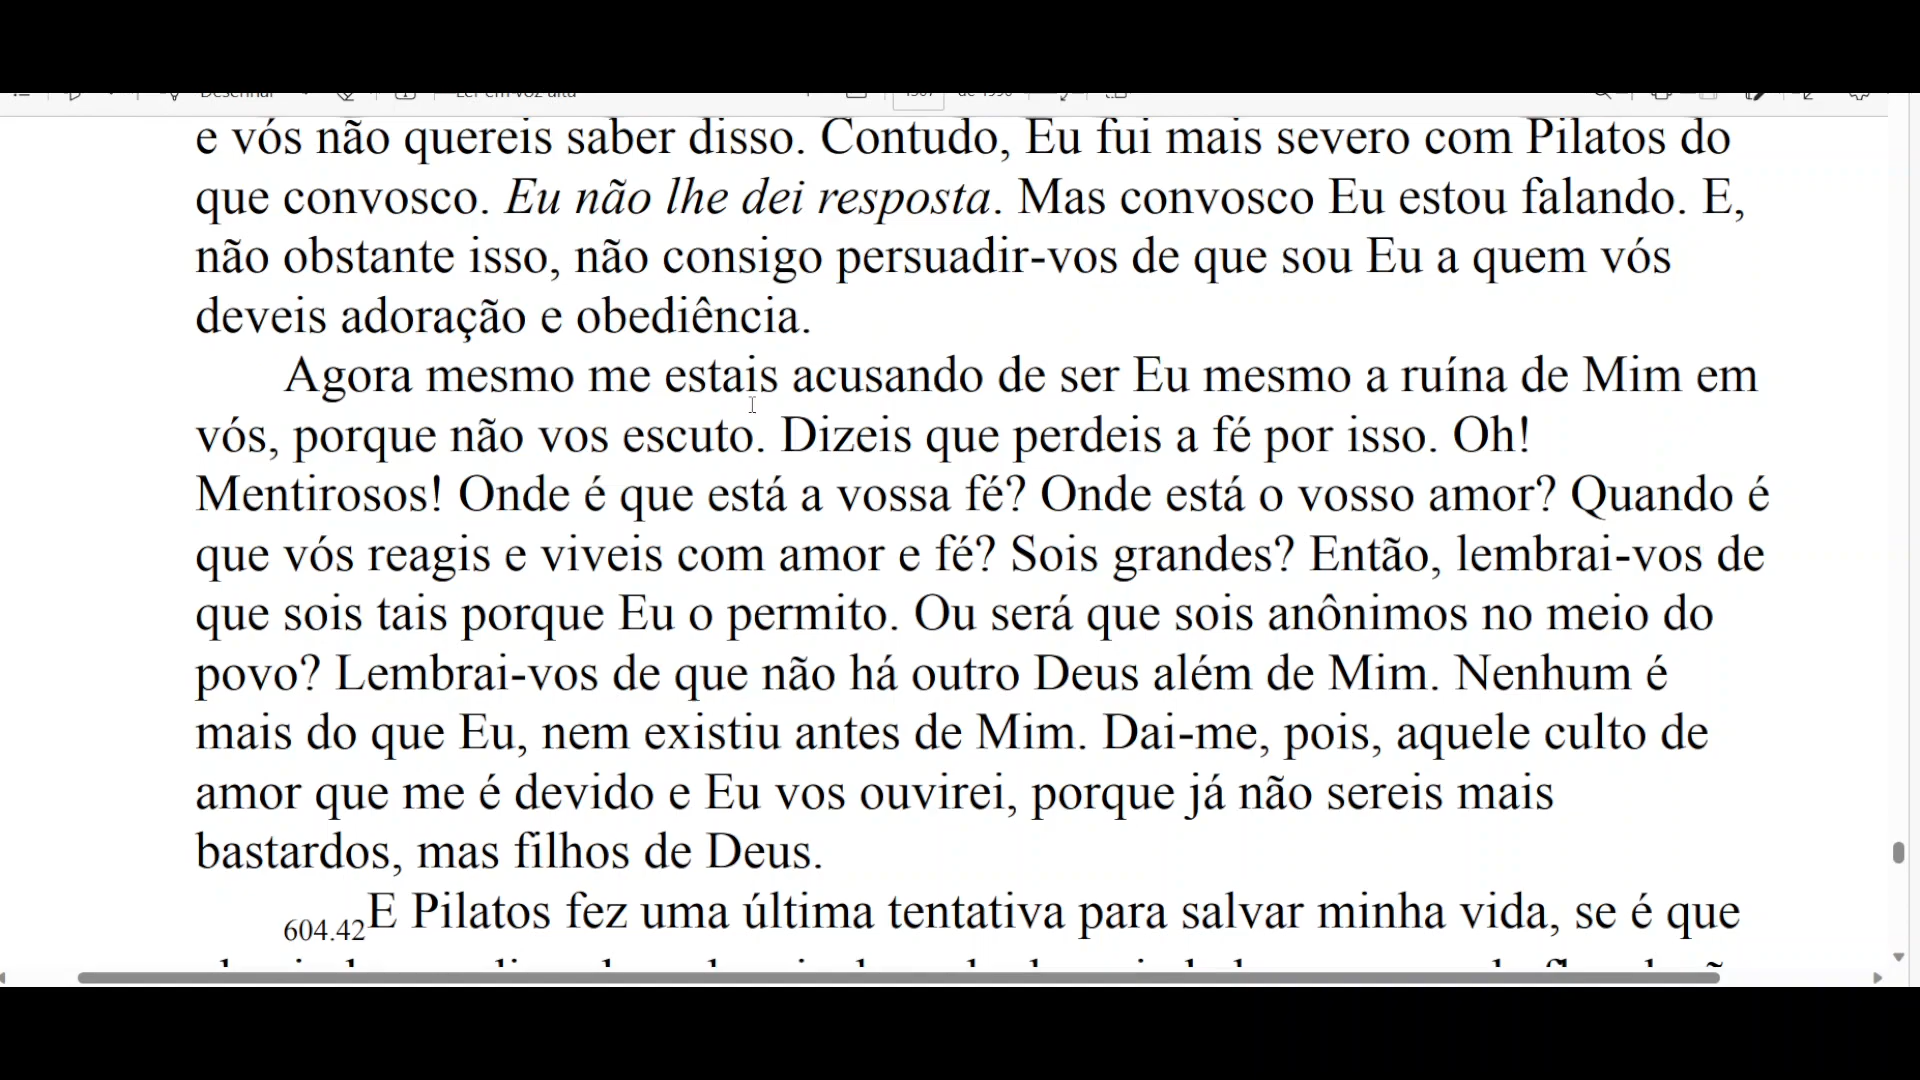 Desenhar Ler em voz alta de 4996
e vós não quereis saber disso. Contudo, Eu fui mais severo com Pilatos do
que convosco. Eu não lhe dei resposta. Mas convosco Eu estou falando. E,
não obstante isso, não consigo persuadir-vos de que sou Eu a quem vós
deveis adoração e obediência.
Agora mesmo me estais acusando de ser Eu mesmo a ruína de Mim em
vós, porque não vos escuto. Dizeis que perdeis a fé por isso. Oh!
Mentirosos! Onde é que está a vossa fé? Onde está o vosso amor? Quando é
que vós reagis e viveis com amor e fé? Sois grandes? Então, lembrai-vos de
que sois tais porque Eu o permito. Ou será que sois anônimos no meio do
povo? Lembrai-vos de que não há outro Deus além de Mim. Nenhum é
mais do que Eu, nem existiu antes de Mim. Dai-me, pois, aquele culto de
amor que me é devido e Eu vos ouvirei, porque já não sereis mais
bastardos, mas filhos de Deus.
604.42E Pilatos fez uma última tentativa para salvar minha vida, se é que